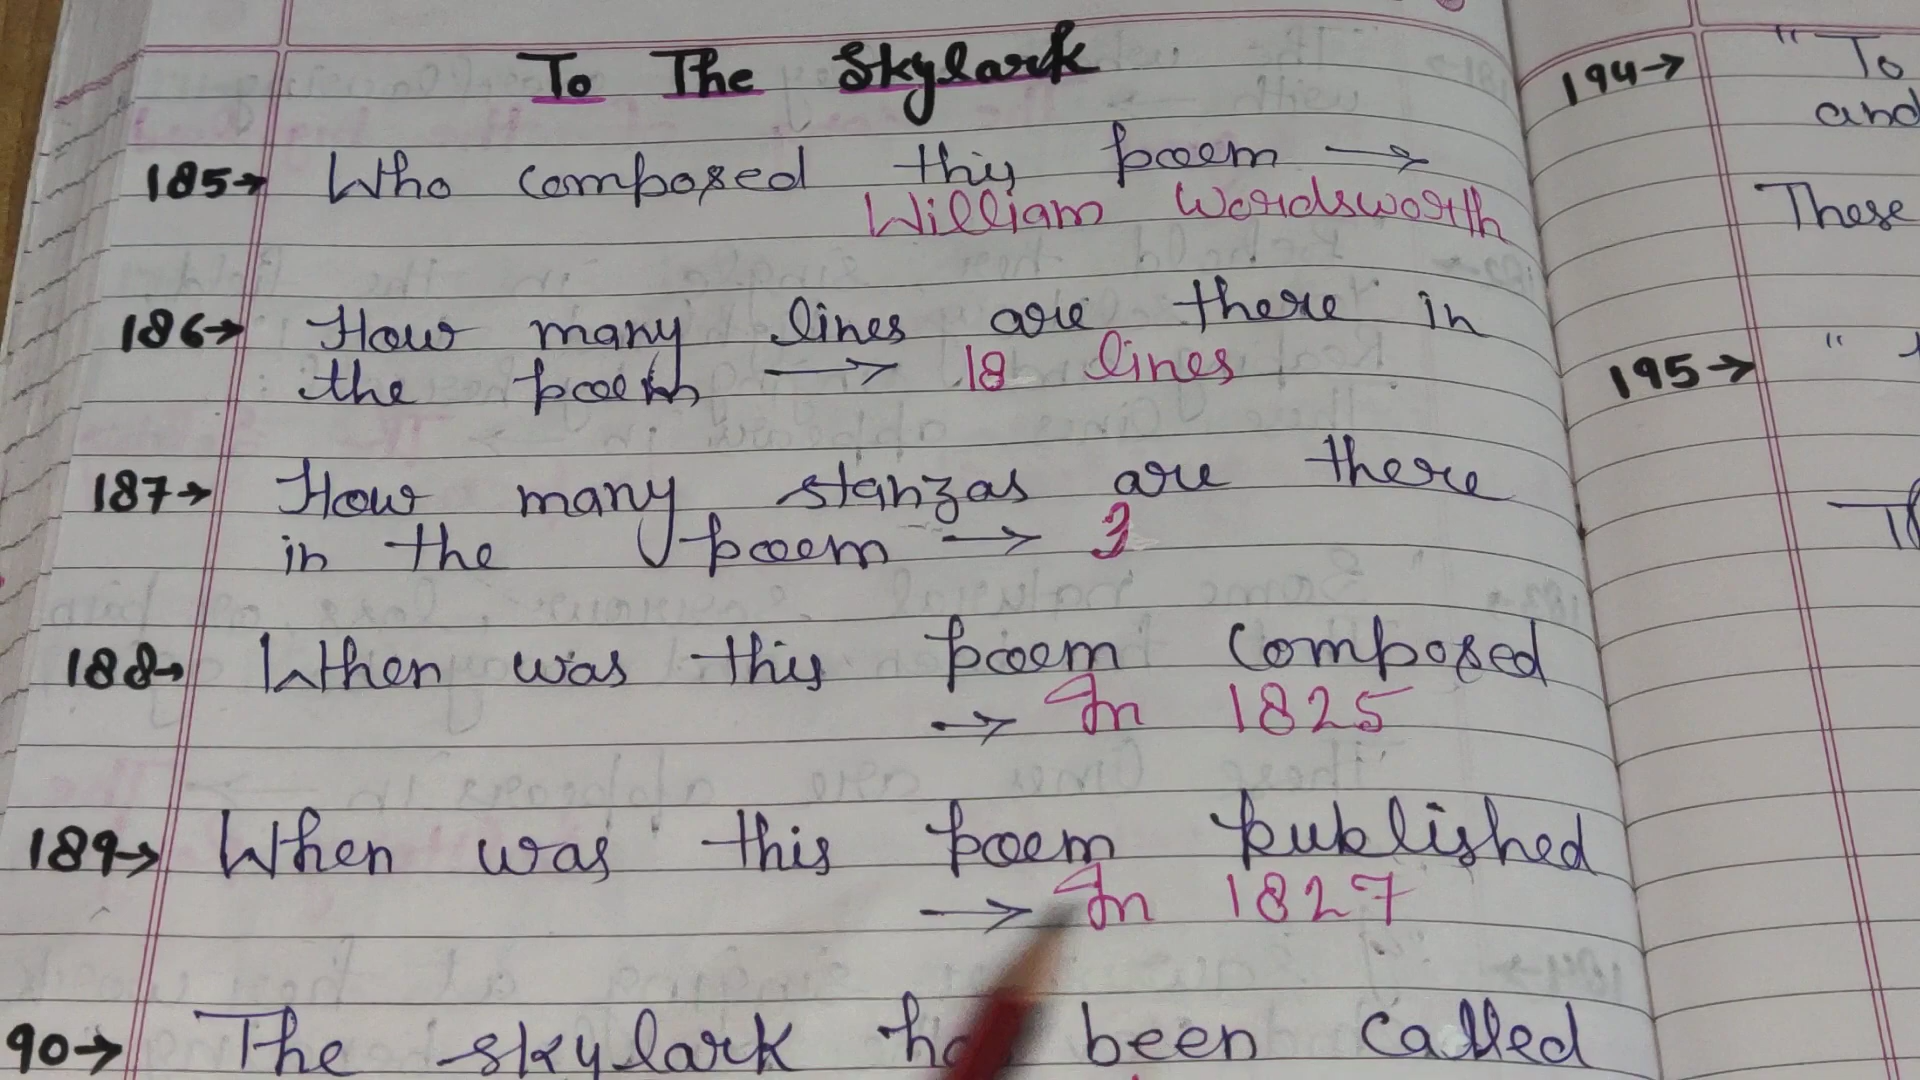 To The Skylark
185→ Who composed this poem →
William Wordsworth
186→ How many lines are there in
the poem → 18 lines
187→ How many stanzas are there
in the poem → 3
188→ When was this poem composed
→ In 1825
189→ When was this poem published
→ In 1827
90→ The skylark has been called
194→ " To
and
These
195→ "